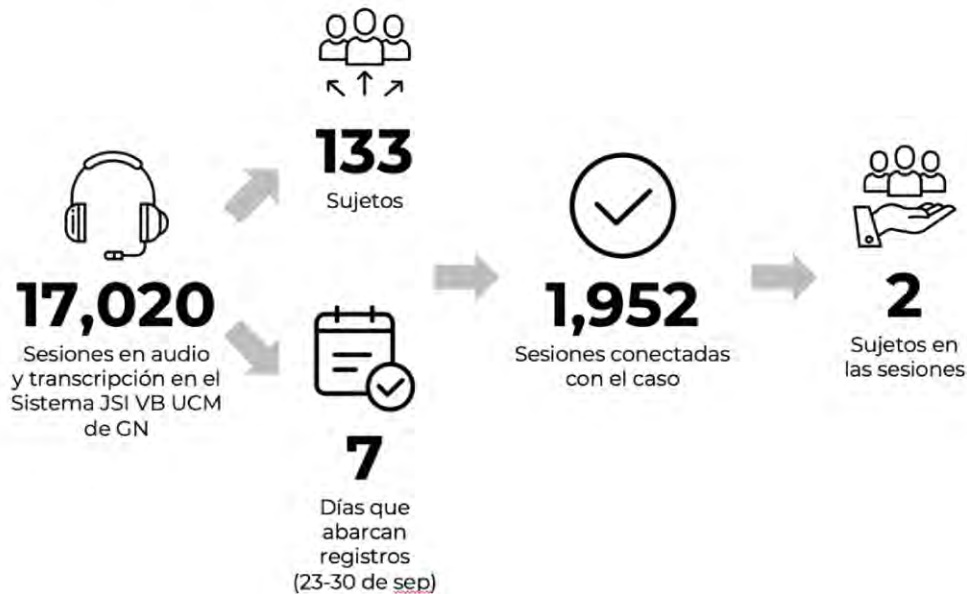 17,020
Sesiones en audio
y transcripción en el
Sistema JSI VB UCM
de GN
133
Sujetos
7
Días que
abarcan
registros
(23-30 de sep)
1,952
Sesiones conectadas
con el caso
2
Sujetos en
las sesiones